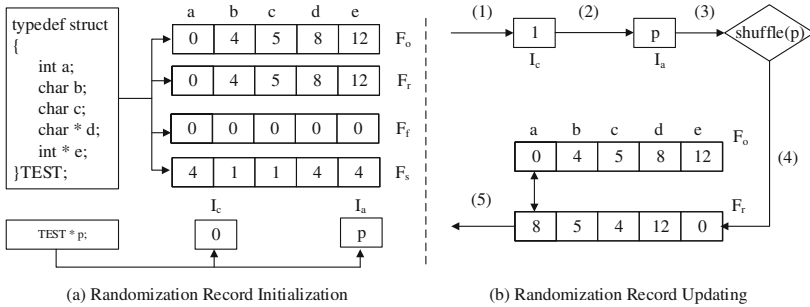 typedef struct
{
int a;
char b;
char c;
char * d;
int * e;
}TEST;
a b c d e
0 4 5 8 12 Fo
0 4 5 8 12 Fr
0 0 0 0 0 Ff
4 1 1 4 4 Fs
Ic Ia
TEST * p; 0 p
(a) Randomization Record Initialization
(1) (2) (3)
1 p shuffle(p)
Ic Ia
a b c d e
0 4 5 8 12 Fo
(4)
(5) Fr
8 5 4 12 0
(b) Randomization Record Updating